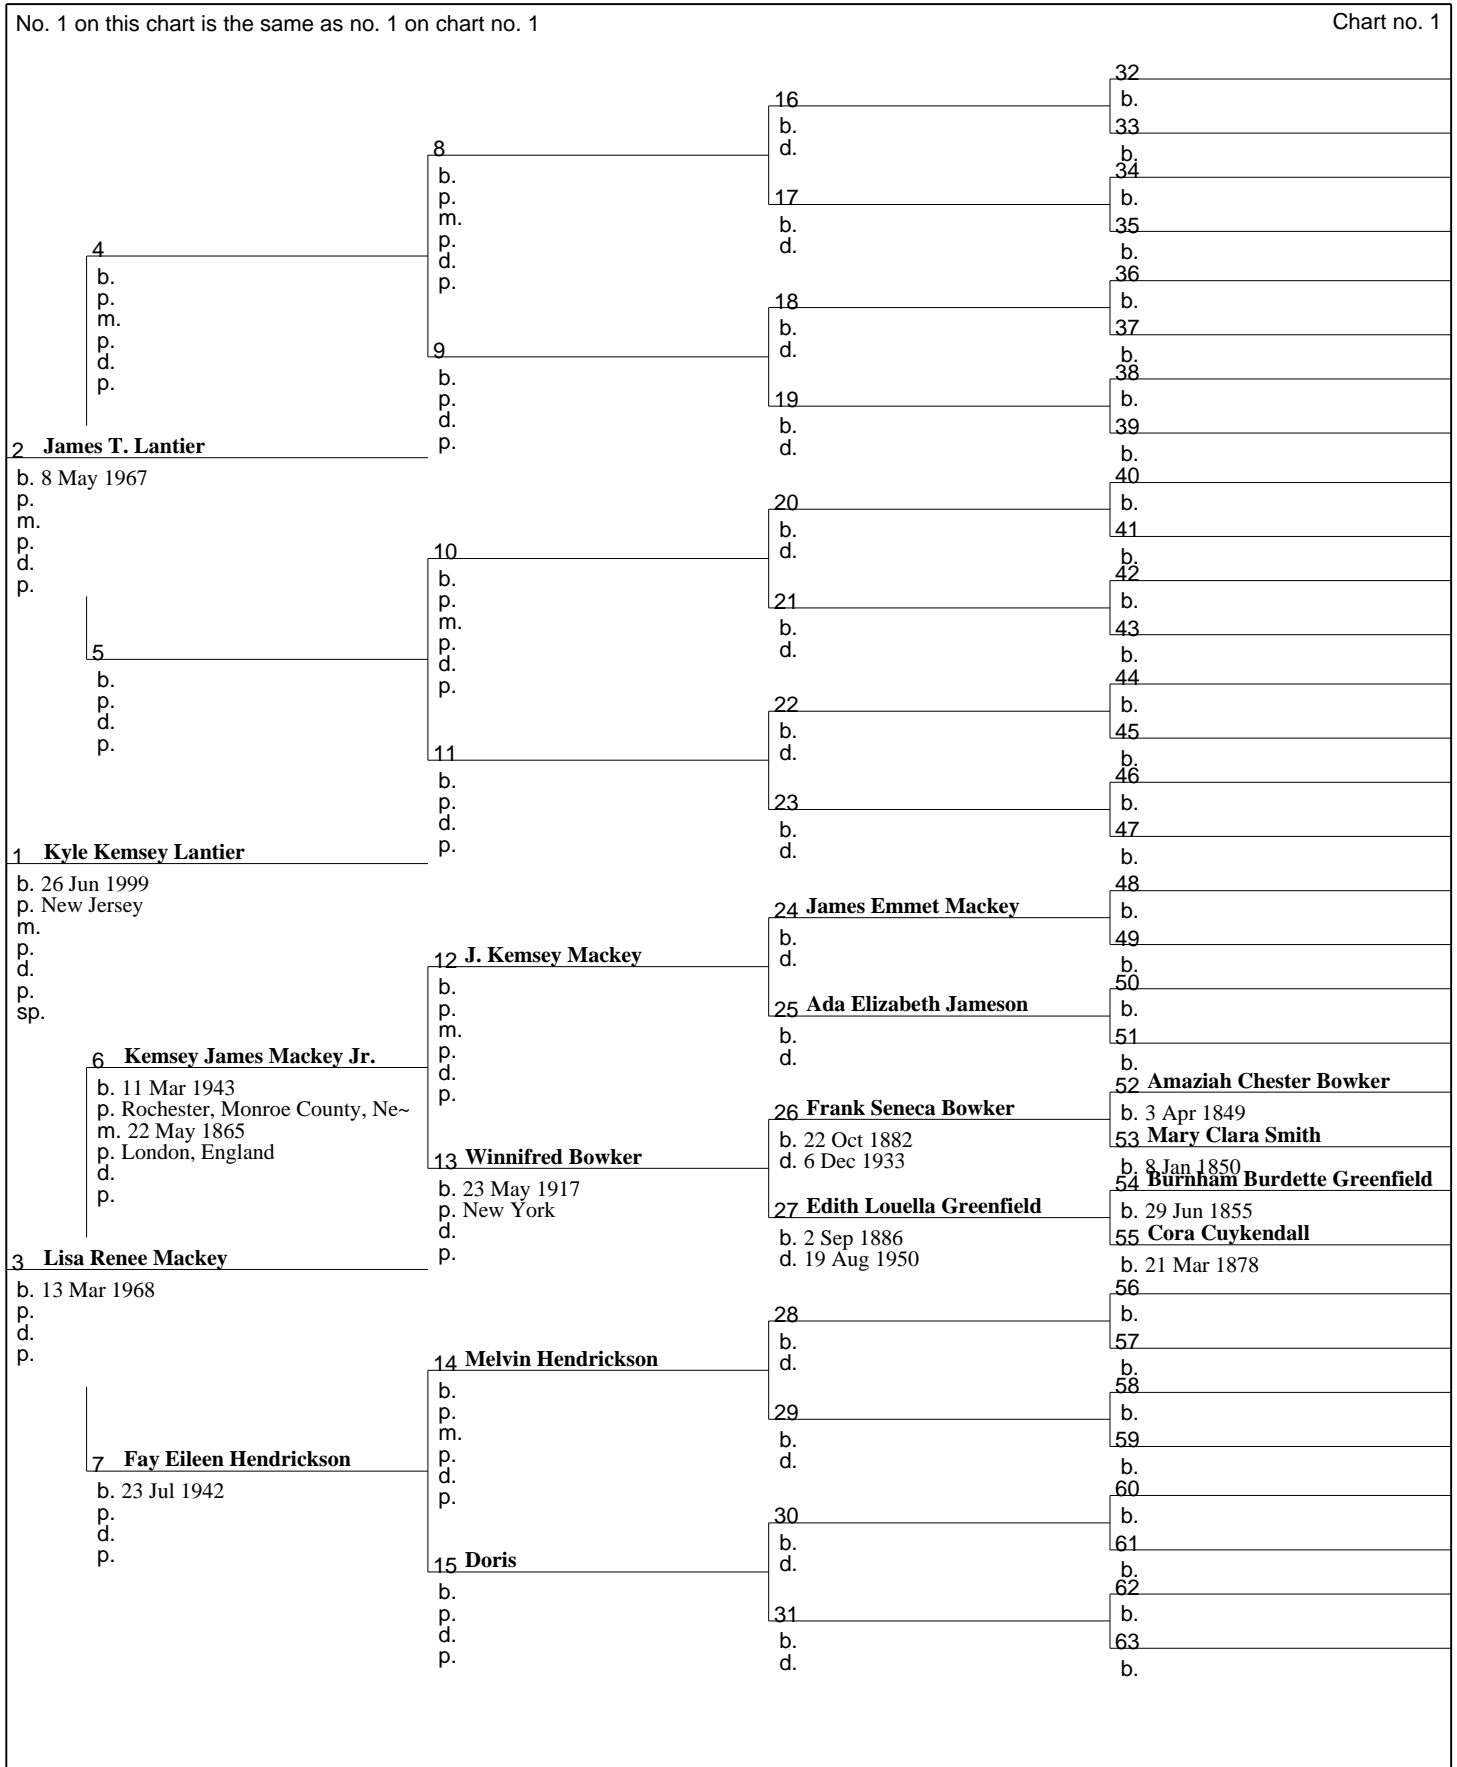 No. 1 on this chart is the same as no. 1 on chart no. 1
Chart no. 1
2 James T. Lantier
b. 8 May 1967
p.
m.
p.
d.
p.
1 Kyle Kemsey Lantier
b. 26 Jun 1999
p. New Jersey
m.
p.
d.
p.
sp.
3 Lisa Renee Mackey
b. 13 Mar 1968
p.
d.
p.
4
b.
p.
m.
p.
d.
p.
5
b.
p.
d.
p.
6 Kemsey James Mackey Jr.
b. 11 Mar 1943
p. Rochester, Monroe County, Ne~
m. 22 May 1865
p. London, England
d.
p.
7 Fay Eileen Hendrickson
b. 23 Jul 1942
p.
d.
p.
8
b.
p.
m.
p.
d.
p.
9
b.
p.
d.
p.
10
b.
p.
m.
p.
d.
p.
11
b.
p.
d.
p.
12 J. Kemsey Mackey
b.
p.
m.
p.
d.
p.
13 Winnifred Bowker
b. 23 May 1917
p. New York
d.
p.
14 Melvin Hendrickson
b.
p.
m.
p.
d.
p.
15 Doris
b.
p.
d.
p.
16
b.
d.
17
b.
d.
18
b.
d.
19
b.
d.
20
b.
d.
21
b.
d.
22
b.
d.
23
b.
d.
24 James Emmet Mackey
b.
d.
25 Ada Elizabeth Jameson
b.
d.
26 Frank Seneca Bowker
b. 22 Oct 1882
d. 6 Dec 1933
27 Edith Louella Greenfield
b. 2 Sep 1886
d. 19 Aug 1950
28
b.
d.
29
b.
d.
30
b.
d.
31
b.
d.
32
b.
33
b.
34
b.
35
b.
36
b.
37
b.
38
b.
39
b.
40
b.
41
b.
42
b.
43
b.
44
b.
45
b.
46
b.
47
b.
48
b.
49
b.
50
b.
51
b.
52 Amaziah Chester Bowker
b. 3 Apr 1849
53 Mary Clara Smith
b. 8 Jan 1850
54 Burnham Burdette Greenfield
b. 29 Jun 1855
55 Cora Cuykendall
b. 21 Mar 1878
56
b.
57
b.
58
b.
59
b.
60
b.
61
b.
62
b.
63
b.